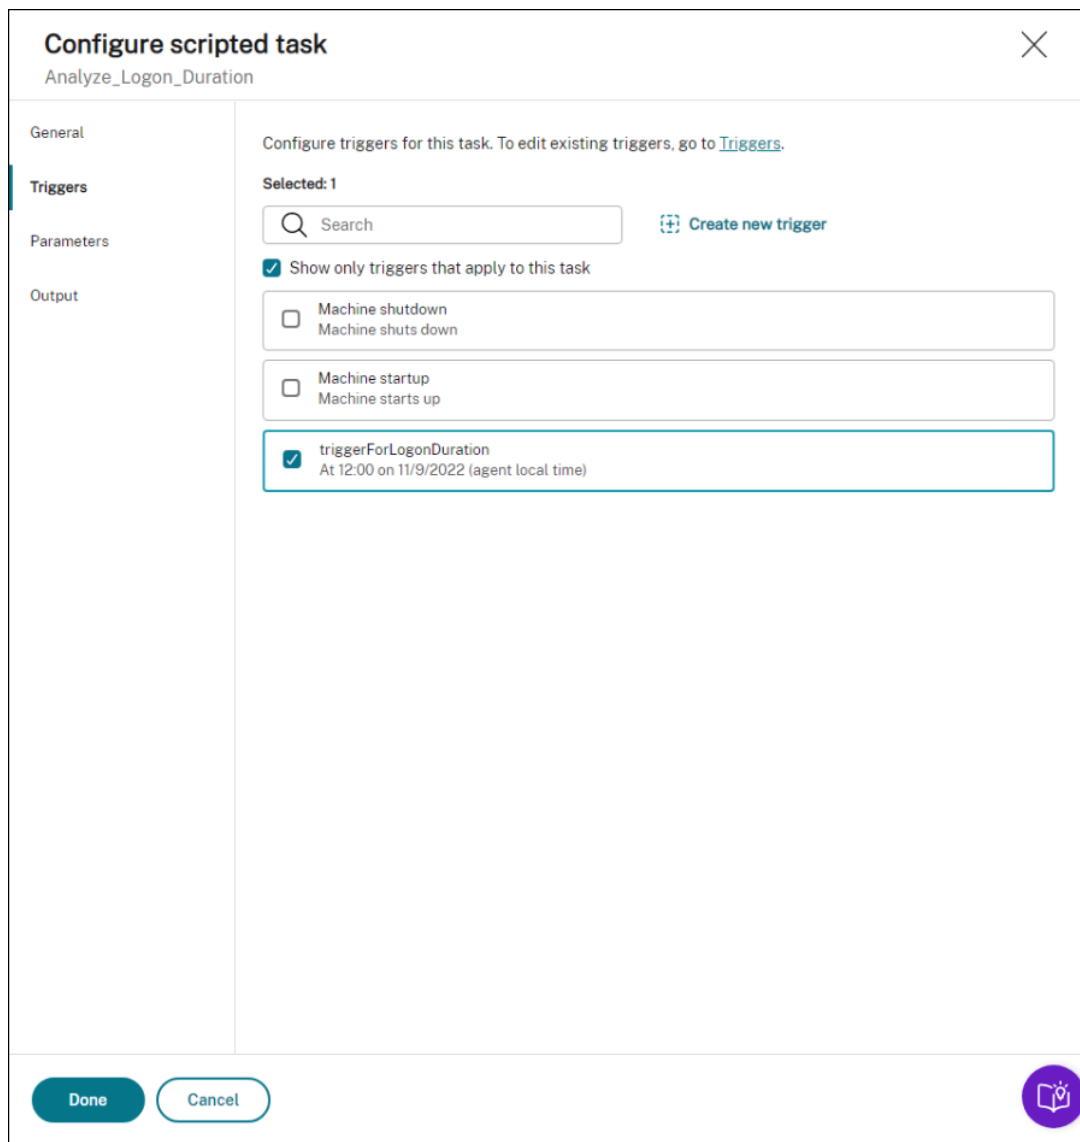 Configure scripted task
Analyze_Logon_Duration
General
Triggers
Parameters
Output
Configure triggers for this task. To edit existing triggers, go to Triggers.
Selected: 1
Search
Create new trigger
Show only triggers that apply to this task
Machine shutdown
Machine shuts down
Machine startup
Machine starts up
triggerForLogonDuration
At 12:00 on 11/9/2022 (agent local time)
Done
Cancel